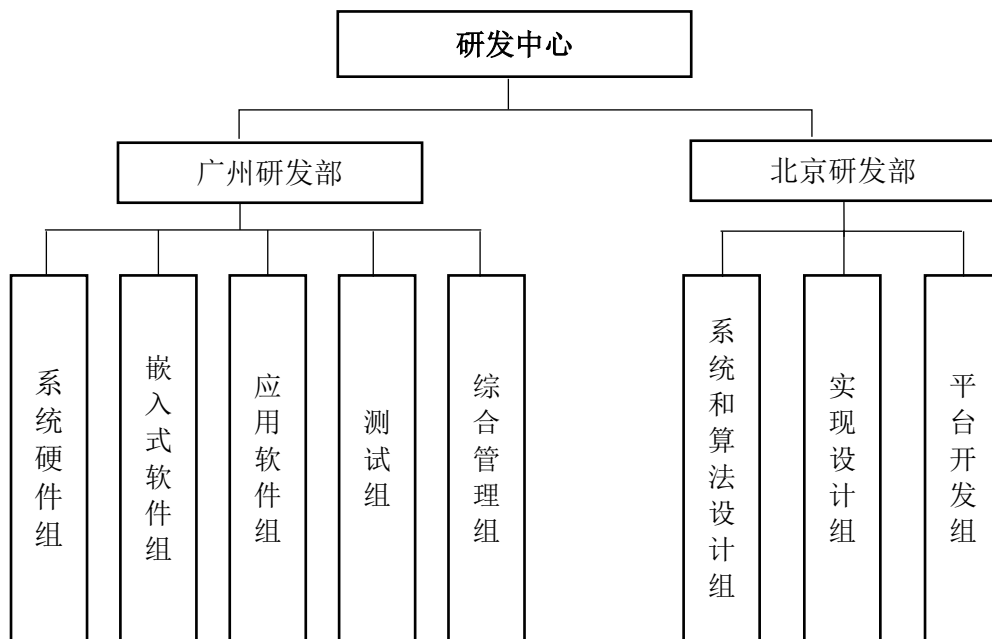 研发中心
广州研发部
北京研发部
系统硬件组
嵌入式软件组
应用软件组
测试组
综合管理组
系统和算法设计组
实现设计组
平台开发组